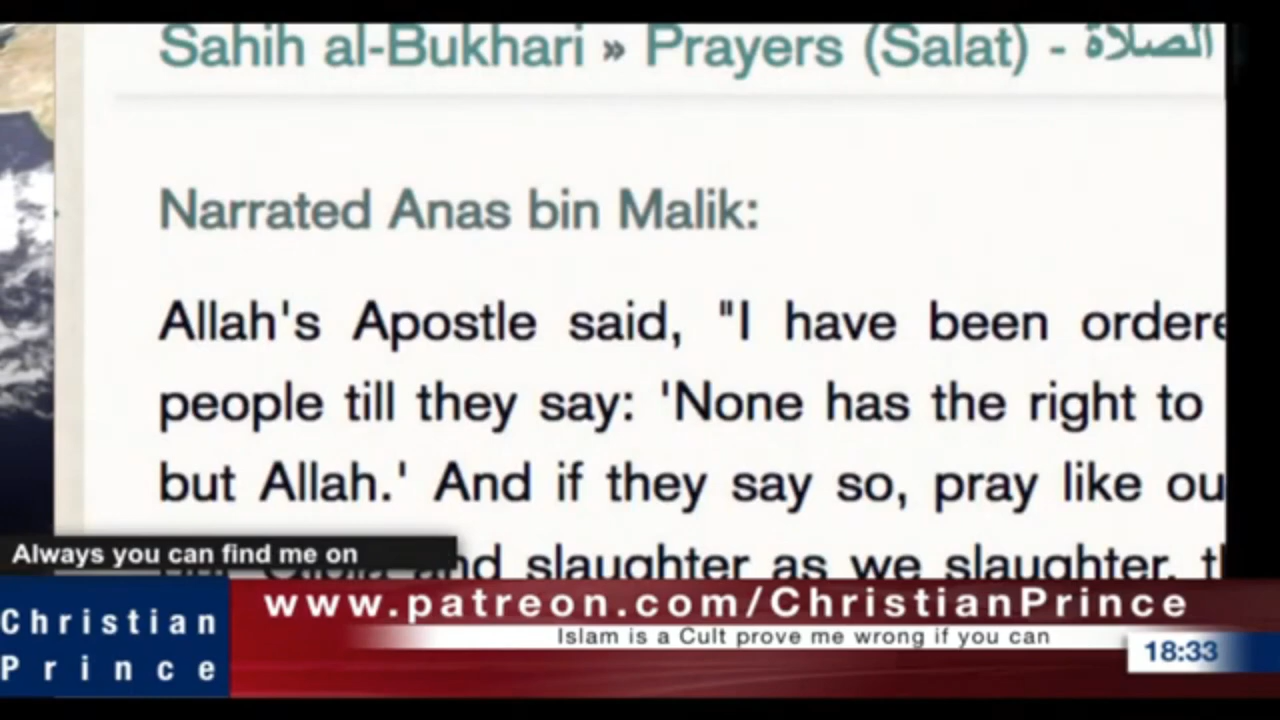 Sahih al-Bukhari » Prayers (Salat) - الصلاة
Narrated Anas bin Malik:
Allah's Apostle said, "I have been ordere
people till they say: 'None has the right to
but Allah.' And if they say so, pray like ou
and slaughter as we slaughter, t
Always you can find me on
www.patreon.com/ChristianPrince
Islam is a Cult prove me wrong if you can
Christian
Prince
18:33